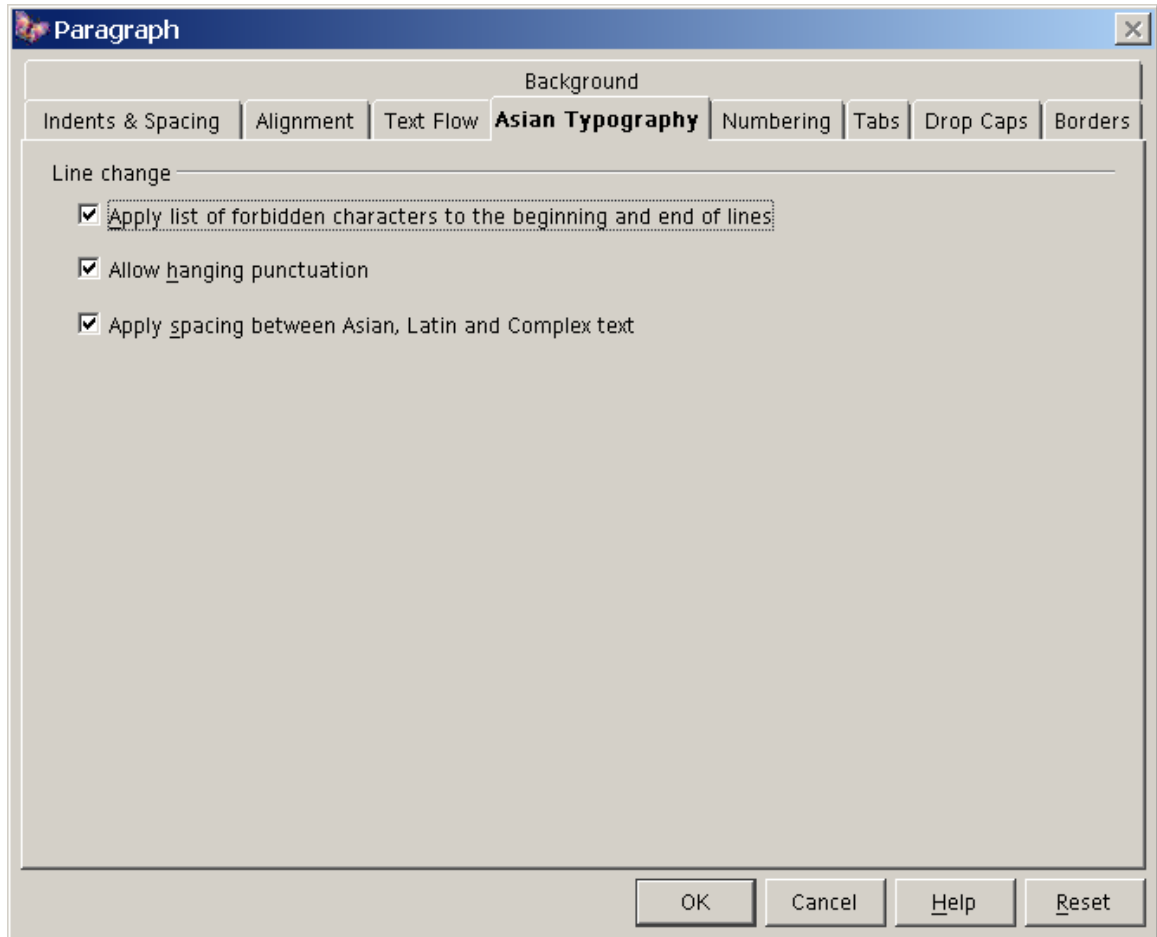 Paragraph
Background
Indents & Spacing Alignment Text Flow Asian Typography Numbering Tabs Drop Caps Borders
Line change
Apply list of forbidden characters to the beginning and end of lines
Allow hanging punctuation
Apply spacing between Asian, Latin and Complex text
OK Cancel Help Reset